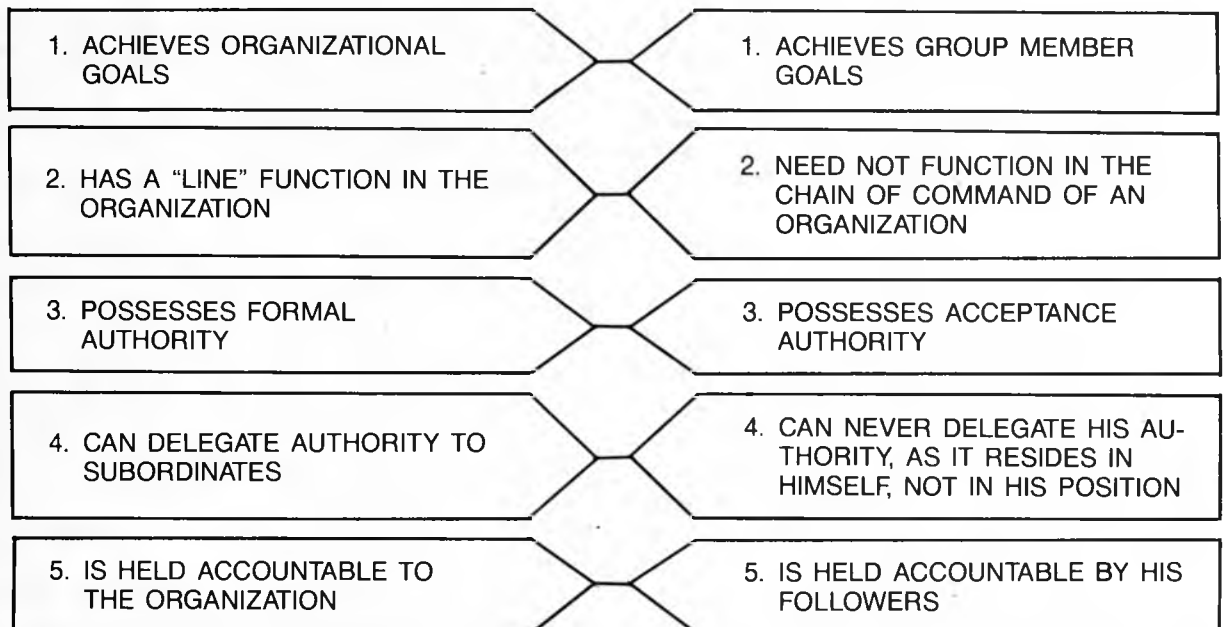 1. ACHIEVES ORGANIZATIONAL
GOALS
1. ACHIEVES GROUP MEMBER
GOALS
2. HAS A “LINE” FUNCTION IN THE
ORGANIZATION
2. NEED NOT FUNCTION IN THE
CHAIN OF COMMAND OF AN
ORGANIZATION
3. POSSESSES FORMAL
AUTHORITY
3. POSSESSES ACCEPTANCE
AUTHORITY
4. CAN DELEGATE AUTHORITY TO
SUBORDINATES
4. CAN NEVER DELEGATE HIS AU-
THORITY, AS IT RESIDES IN
HIMSELF, NOT IN HIS POSITION
5. IS HELD ACCOUNTABLE TO
THE ORGANIZATION
5. IS HELD ACCOUNTABLE BY HIS
FOLLOWERS